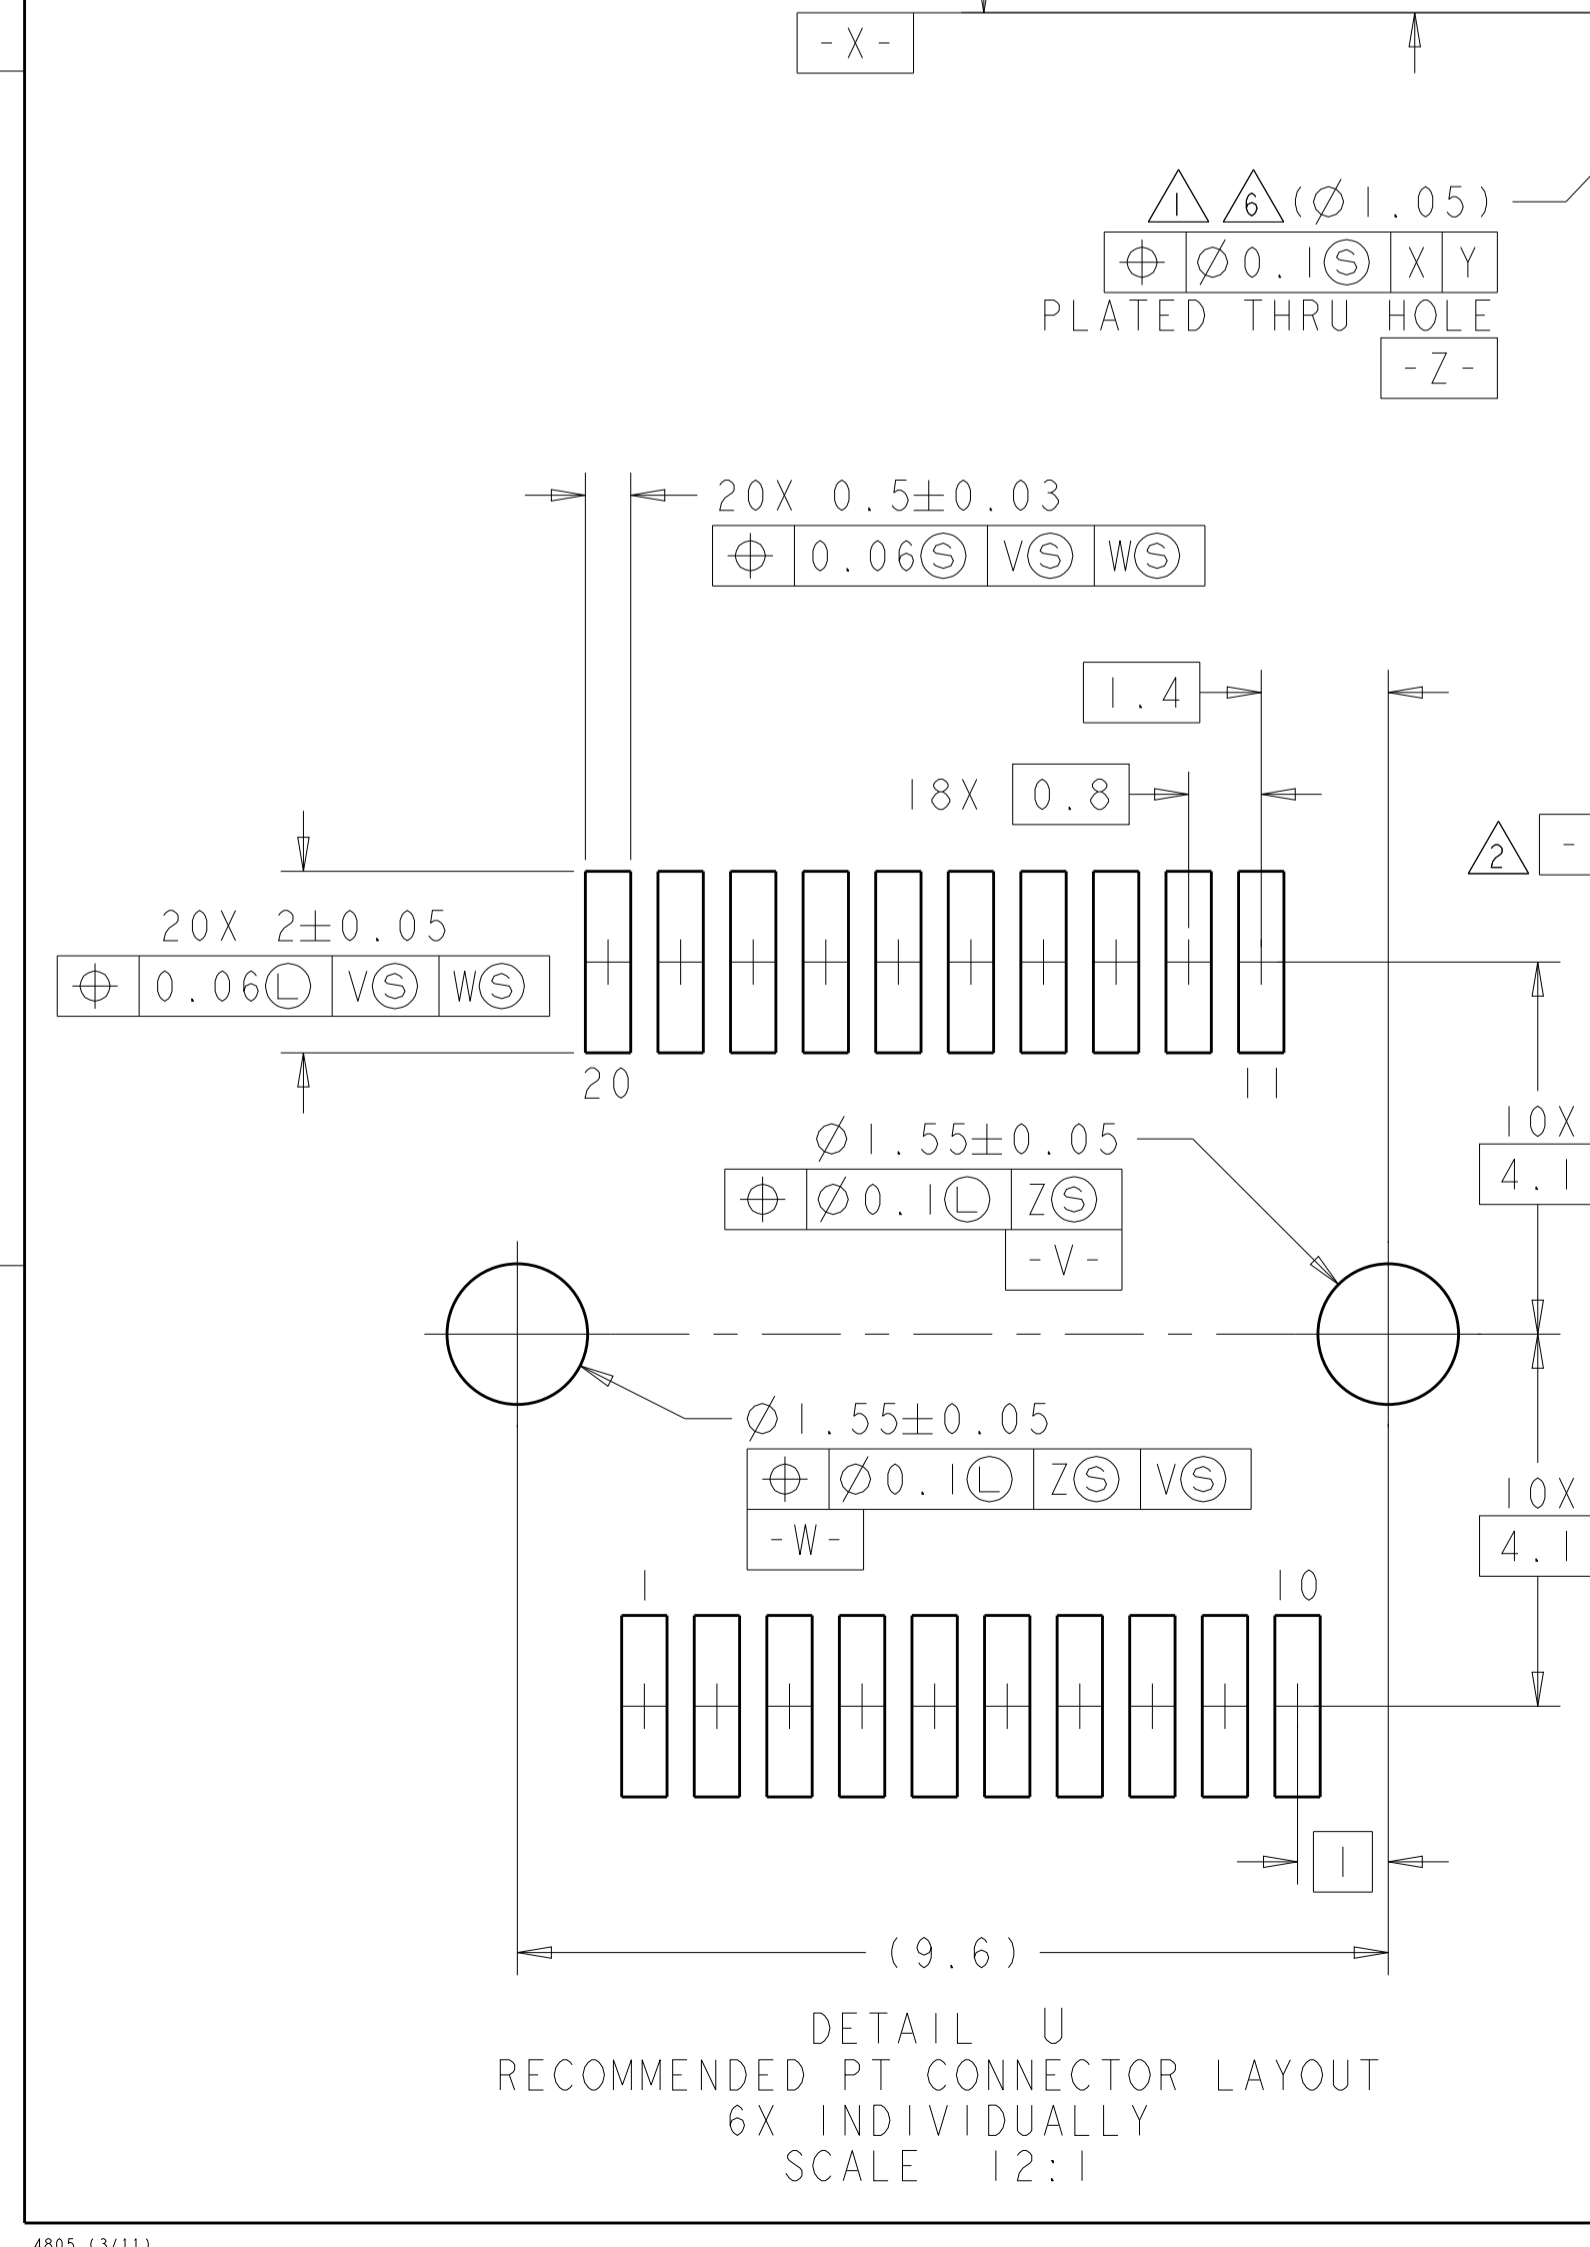 -X-
1 6 (Ø1.05)
⌖ Ø0.1Ⓢ X Y
PLATED THRU HOLE
-Z-
20X 0.5±0.03
⌖ 0.06Ⓢ VⓈ WⓈ
1.4
18X 0.8
2 -
20X 2±0.05
⌖ 0.06Ⓛ VⓈ WⓈ
20 11
10X
4.1
Ø1.55±0.05
⌖ Ø0.1Ⓛ ZⓈ
-V-
Ø1.55±0.05
⌖ Ø0.1Ⓛ ZⓈ VⓈ
-W-
10X
4.1
1 10
1
(9.6)
DETAIL U
RECOMMENDED PT CONNECTOR LAYOUT
6X INDIVIDUALLY
SCALE 12:1
4805 (3/11)